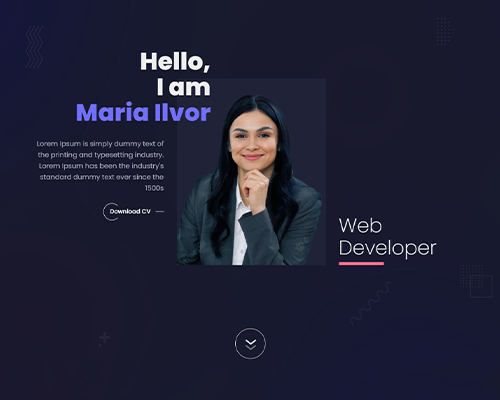 Hello,
I am
Maria Ilvor
Lorem Ipsum is simply dummy text of
the printing and typesetting industry.
Lorem Ipsum has been the industry's
standard dummy text ever since the
1500s
Download CV
Web
Developer